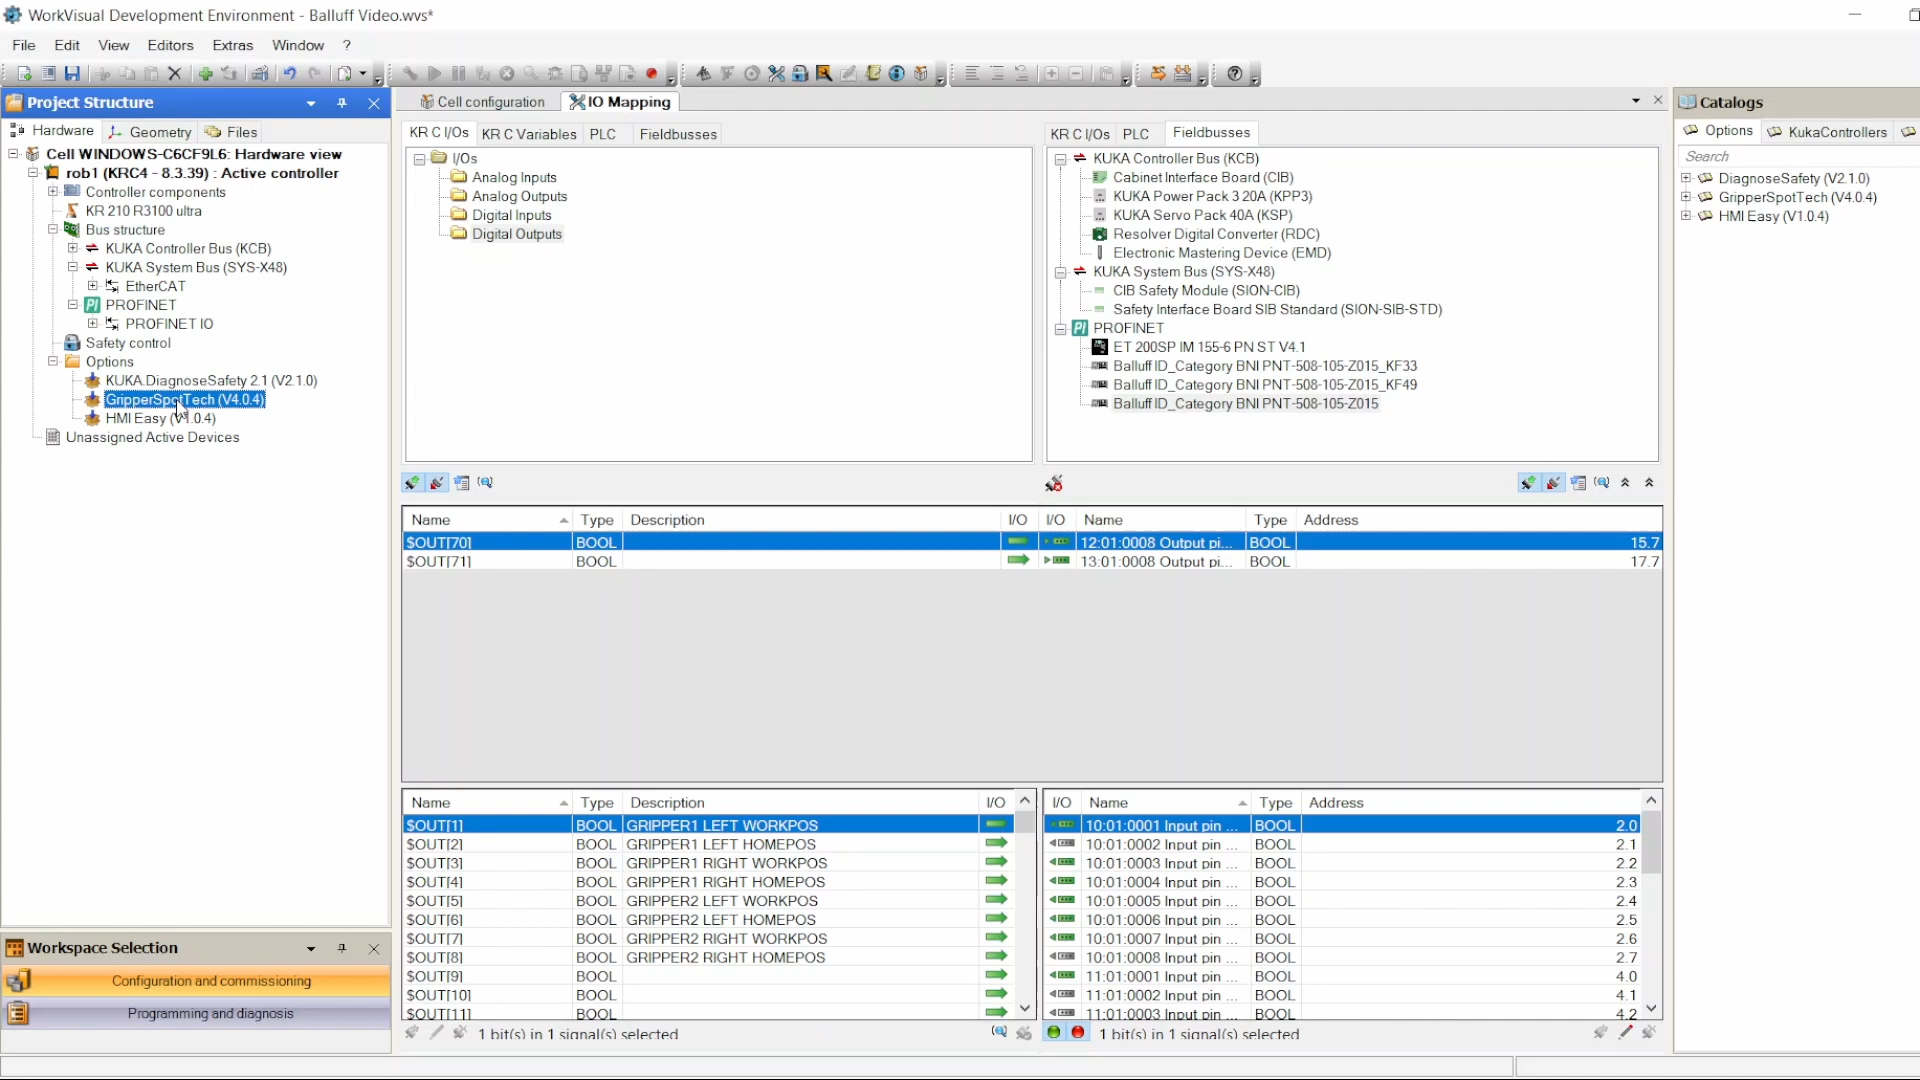 WorkVisual Development Environment - Balluff Video.wvs*
File Edit View Editors Extras Window ?
Project Structure
Hardware Geometry Files
Cell WINDOWS-C6CF9L6: Hardware view
rob1 (KRC4 - 8.3.39) : Active controller
Controller components
KR 210 R3100 ultra
Bus structure
KUKA Controller Bus (KCB)
KUKA System Bus (SYS-X48)
EtherCAT
PROFINET
PROFINET IO
Safety control
Options
KUKA.DiagnoseSafety 2.1 (V2.1.0)
GripperSpotTech (V4.0.4)
HMI Easy (V1.0.4)
Unassigned Active Devices
Workspace Selection
Configuration and commissioning
Programming and diagnosis
Cell configuration IO Mapping
KR C I/Os KR C Variables PLC Fieldbusses
I/Os
Analog Inputs
Analog Outputs
Digital Inputs
Digital Outputs
KR C I/Os PLC Fieldbusses
KUKA Controller Bus (KCB)
Cabinet Interface Board (CIB)
KUKA Power Pack 3 20A (KPP3)
KUKA Servo Pack 40A (KSP)
Resolver Digital Converter (RDC)
Electronic Mastering Device (EMD)
KUKA System Bus (SYS-X48)
CIB Safety Module (SION-CIB)
Safety Interface Board SIB Standard (SION-SIB-STD)
PROFINET
ET 200SP IM 155-6 PN ST V4.1
Balluff ID_Category BNI PNT-508-105-Z015_KF33
Balluff ID_Category BNI PNT-508-105-Z015_KF49
Balluff ID_Category BNI PNT-508-105-Z015
Name Type Description I/O I/O Name Type Address
$OUT[70] BOOL 12:01:0008 Output pi... BOOL 15.7
$OUT[71] BOOL 13:01:0008 Output pi... BOOL 17.7
Name Type Description I/O
$OUT[1] BOOL GRIPPER1 LEFT WORKPOS
$OUT[2] BOOL GRIPPER1 LEFT HOMEPOS
$OUT[3] BOOL GRIPPER1 RIGHT WORKPOS
$OUT[4] BOOL GRIPPER1 RIGHT HOMEPOS
$OUT[5] BOOL GRIPPER2 LEFT WORKPOS
$OUT[6] BOOL GRIPPER2 LEFT HOMEPOS
$OUT[7] BOOL GRIPPER2 RIGHT WORKPOS
$OUT[8] BOOL GRIPPER2 RIGHT HOMEPOS
$OUT[9] BOOL
$OUT[10] BOOL
$OUT[11] BOOL
1 bit(s) in 1 signal(s) selected
I/O Name Type Address
10:01:0001 Input pin ... BOOL 2.0
10:01:0002 Input pin ... BOOL 2.1
10:01:0003 Input pin ... BOOL 2.2
10:01:0004 Input pin ... BOOL 2.3
10:01:0005 Input pin ... BOOL 2.4
10:01:0006 Input pin ... BOOL 2.5
10:01:0007 Input pin ... BOOL 2.6
10:01:0008 Input pin ... BOOL 2.7
11:01:0001 Input pin ... BOOL 4.0
11:01:0002 Input pin ... BOOL 4.1
11:01:0003 Input pin ... BOOL 4.2
1 bit(s) in 1 signal(s) selected
Catalogs
Options KukaControllers
Search
DiagnoseSafety (V2.1.0)
GripperSpotTech (V4.0.4)
HMI Easy (V1.0.4)